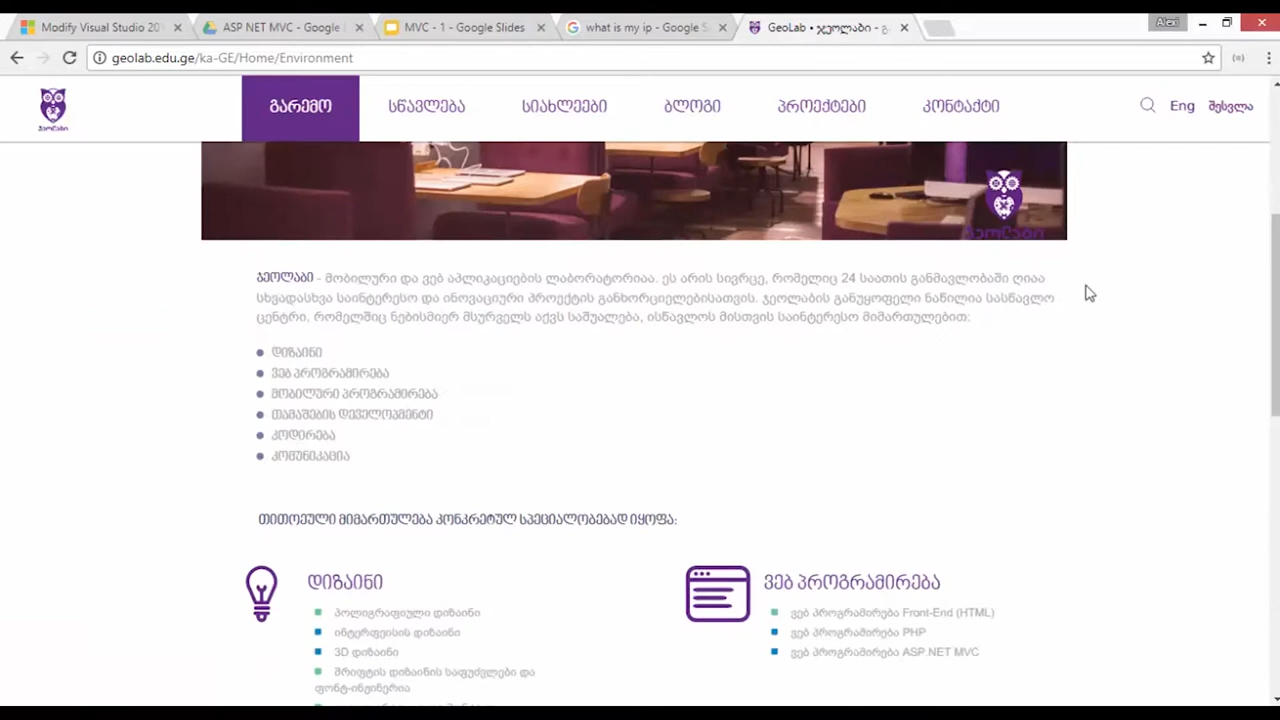 Modify Visual Studio 201
ASP NET MVC - Google
MVC - 1 - Google Slides
what is my ip - Google S
GeoLab • ჯეოლაბი - გ
Alexi
geolab.edu.ge/ka-GE/Home/Environment
ჯეოლაბი
გარემო
სწავლება
სიახლეები
ბლოგი
პროექტები
კონტაქტი
Eng
შესვლა
ჯეოლაბი
ჯეოლაბი - მობილური და ვებ აპლიკაციების ლაბორატორიაა. ეს არის სივრცე, რომელიც 24 საათის განმავლობაში ღიაა
სხვადასხვა საინტერესო და ინოვაციური პროექტის განხორციელებისათვის. ჯეოლაბის განუყოფელი ნაწილია სასწავლო
ცენტრი, რომელშიც ნებისმიერ მსურველს აქვს საშუალება, ისწავლოს მისთვის საინტერესო მიმართულებით:
დიზაინი
ვებ პროგრამირება
მობილური პროგრამირება
თამაშების დეველოპმენტი
კოდირება
კომუნიკაცია
თითოეული მიმართულება კონკრეტულ სპეციალობებად იყოფა:
დიზაინი
პოლიგრაფიული დიზაინი
ინტერფეისის დიზაინი
3D დიზაინი
შრიფტის დიზაინის საფუძვლები და
ფონტ-ინჟინერია
ვებ პროგრამირება
ვებ პროგრამირება Front-End (HTML)
ვებ პროგრამირება PHP
ვებ პროგრამირება ASP.NET MVC